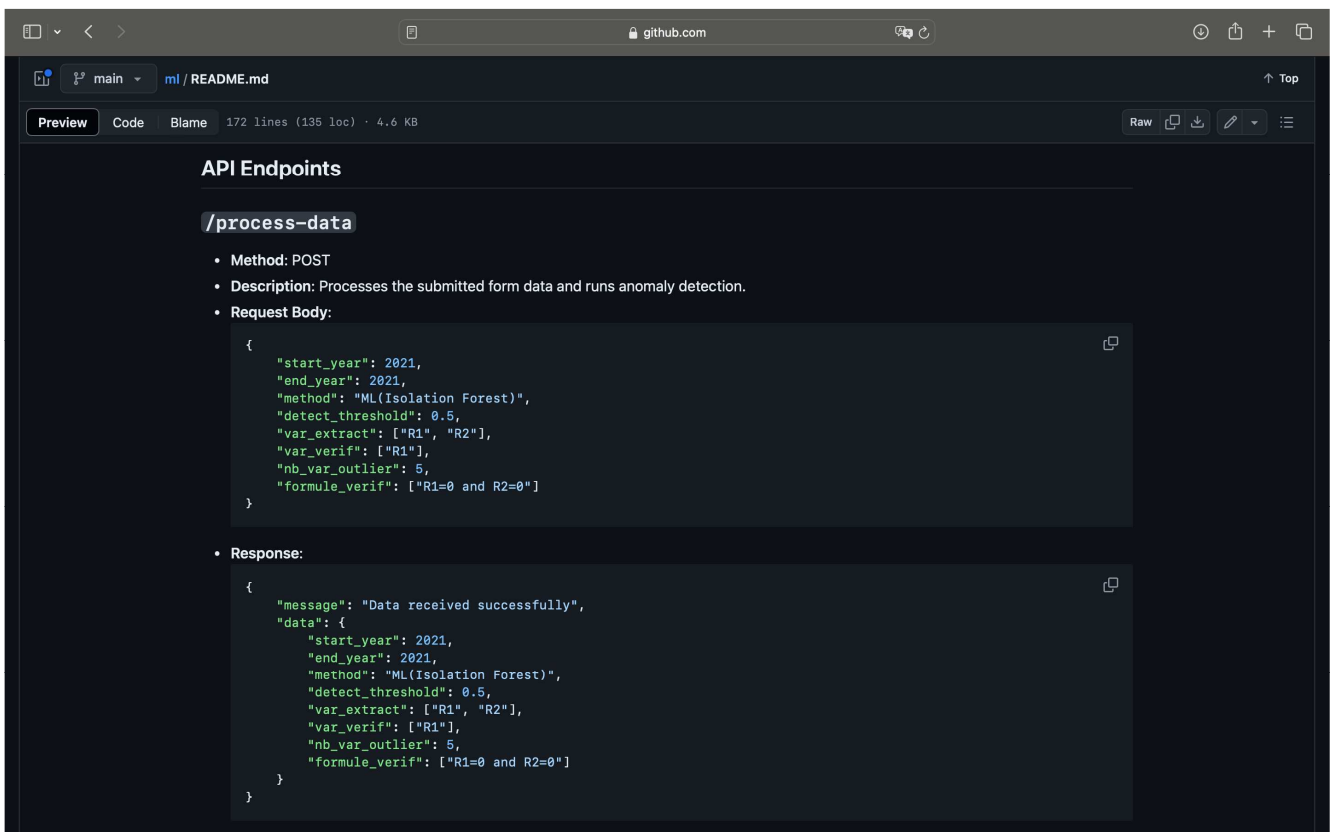 github.com
main ml / README.md ↑ Top
Preview Code Blame 172 lines (135 loc) · 4.6 KB Raw
API Endpoints
/process-data
• Method: POST
• Description: Processes the submitted form data and runs anomaly detection.
• Request Body:
{
    "start_year": 2021,
    "end_year": 2021,
    "method": "ML(Isolation Forest)",
    "detect_threshold": 0.5,
    "var_extract": ["R1", "R2"],
    "var_verif": ["R1"],
    "nb_var_outlier": 5,
    "formule_verif": ["R1=0 and R2=0"]
}
• Response:
{
    "message": "Data received successfully",
    "data": {
        "start_year": 2021,
        "end_year": 2021,
        "method": "ML(Isolation Forest)",
        "detect_threshold": 0.5,
        "var_extract": ["R1", "R2"],
        "var_verif": ["R1"],
        "nb_var_outlier": 5,
        "formule_verif": ["R1=0 and R2=0"]
    }
}